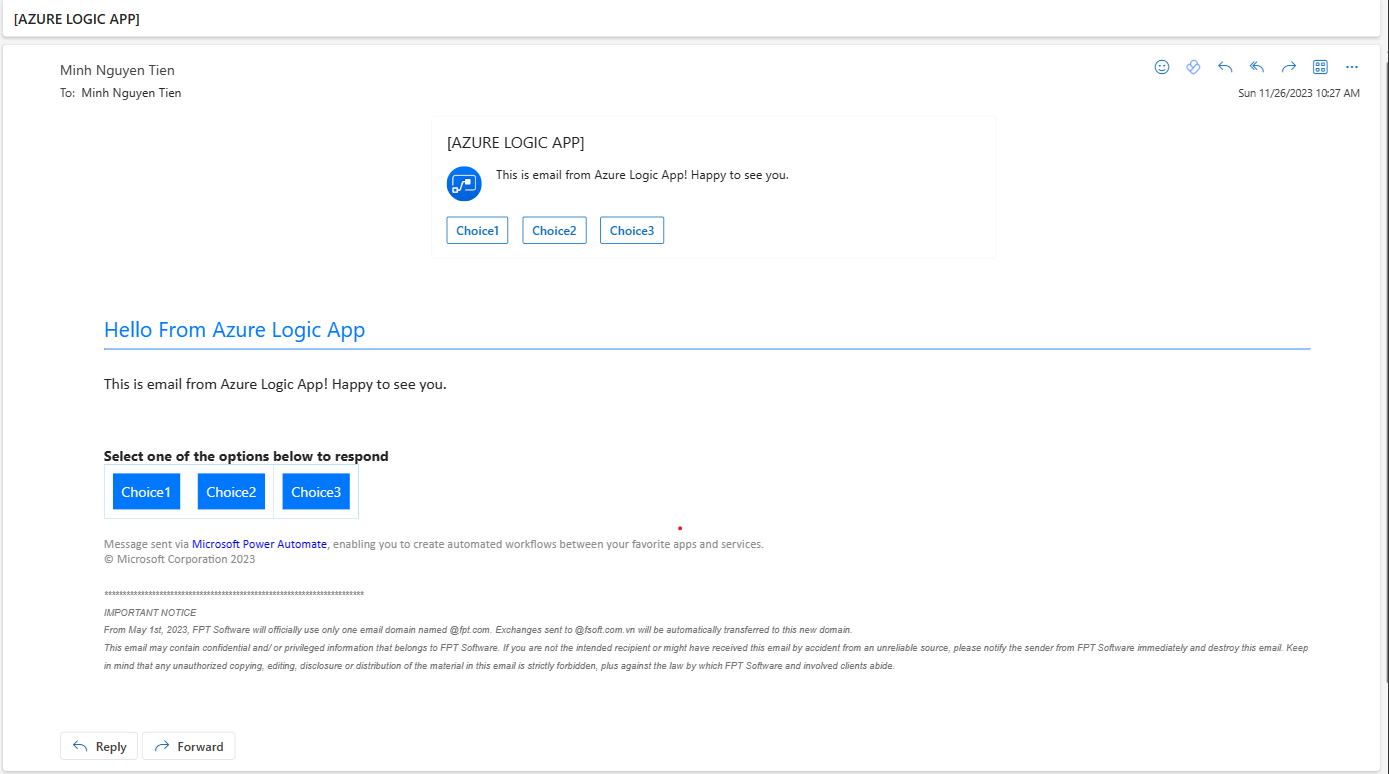 [AZURE LOGIC APP]
Minh Nguyen Tien
To: Minh Nguyen Tien
Sun 11/26/2023 10:27 AM
[AZURE LOGIC APP]
This is email from Azure Logic App! Happy to see you.
Choice1 Choice2 Choice3
Hello From Azure Logic App
This is email from Azure Logic App! Happy to see you.
Select one of the options below to respond
Choice1 Choice2 Choice3
Message sent via Microsoft Power Automate, enabling you to create automated workflows between your favorite apps and services.
© Microsoft Corporation 2023
***********************************************************************
IMPORTANT NOTICE
From May 1st, 2023, FPT Software will officially use only one email domain named @fpt.com. Exchanges sent to @fsoft.com.vn will be automatically transferred to this new domain.
This email may contain confidential and/ or privileged information that belongs to FPT Software. If you are not the intended recipient or might have received this email by accident from an unreliable source, please notify the sender from FPT Software immediately and destroy this email. Keep
in mind that any unauthorized copying, editing, disclosure or distribution of the material in this email is strictly forbidden, plus against the law by which FPT Software and involved clients abide.
Reply Forward